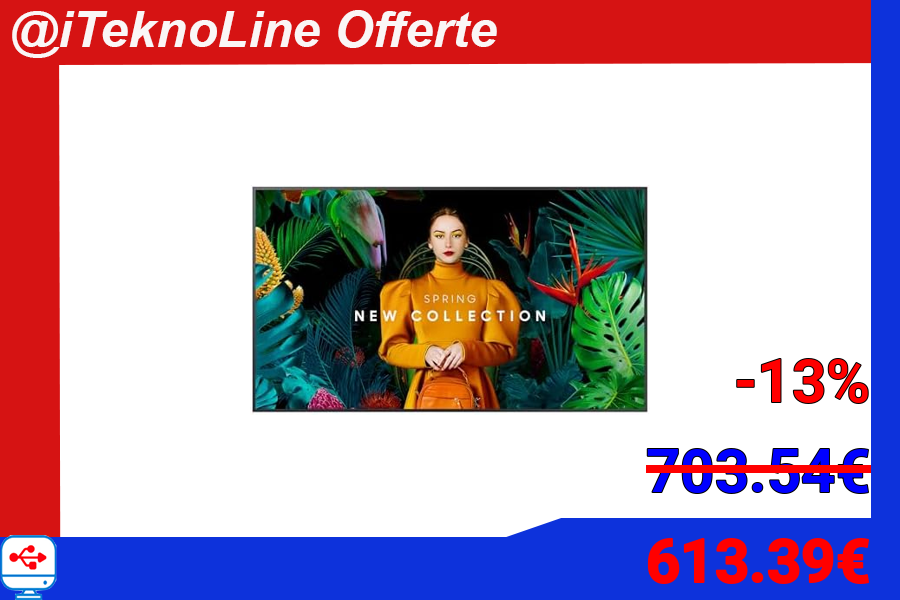 @iTeknoLine Offerte
SPRING
NEW COLLECTION
-13%
703.54€
613.39€